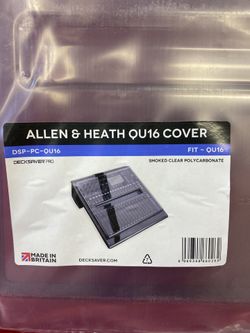 ALLEN & HEATH QU16 COVER
DSP-PC-QU16
FIT - QU16
DECKSAVER PRO
SMOKED CLEAR POLYCARBONATE
MADE IN
BRITAIN
DECKSAVER.COM